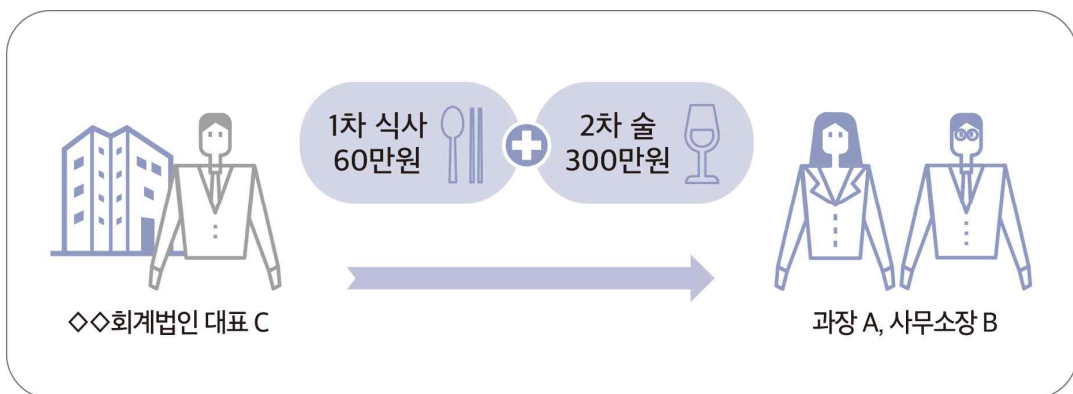 1차 식사
60만원
2차 술
300만원
◇◇회계법인 대표 C
과장 A, 사무소장 B